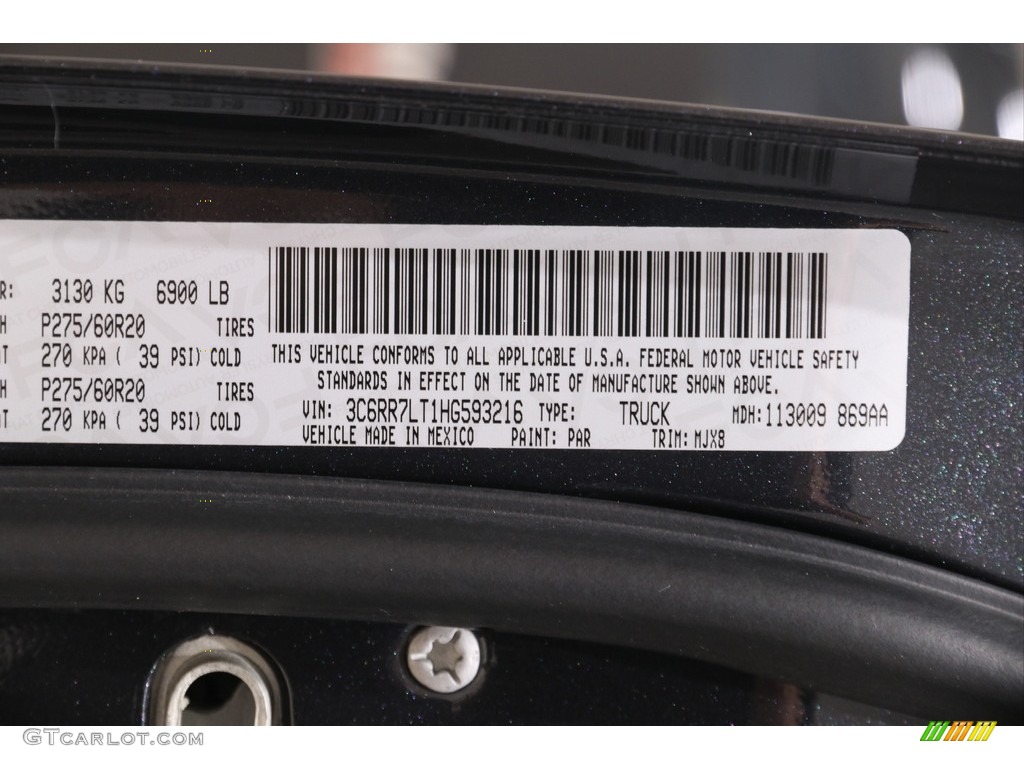 R: 3130 KG 6900 LB
H P275/60R20 TIRES
T 270 KPA ( 39 PSI) COLD
H P275/60R20 TIRES
T 270 KPA ( 39 PSI) COLD
THIS VEHICLE CONFORMS TO ALL APPLICABLE U.S.A. FEDERAL MOTOR VEHICLE SAFETY
STANDARDS IN EFFECT ON THE DATE OF MANUFACTURE SHOWN ABOVE.
VIN: 3C6RR7LT1HG593216 TYPE: TRUCK MDH:113009 869AA
VEHICLE MADE IN MEXICO PAINT: PAR TRIM: MJX8
GTCARLOT.COM